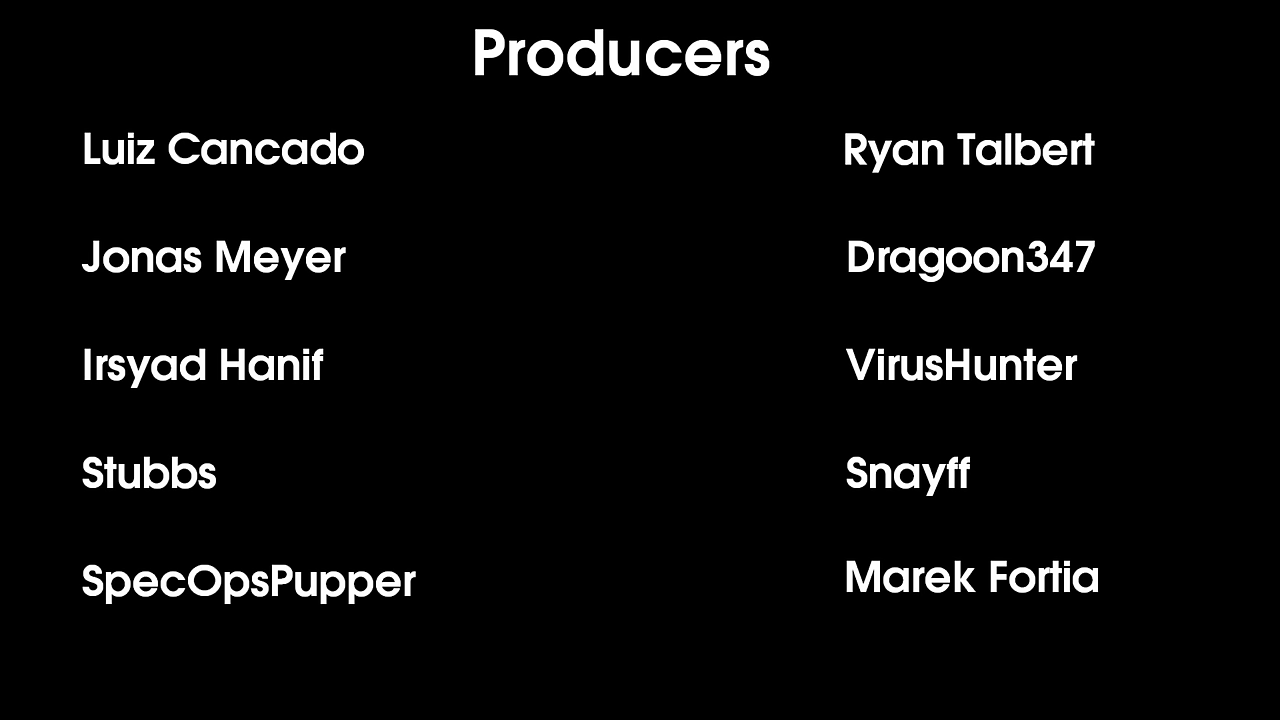 Producers
Luiz Cancado
Ryan Talbert
Jonas Meyer
Dragoon347
Irsyad Hanif
VirusHunter
Stubbs
Snayff
SpecOpsPupper
Marek Fortia